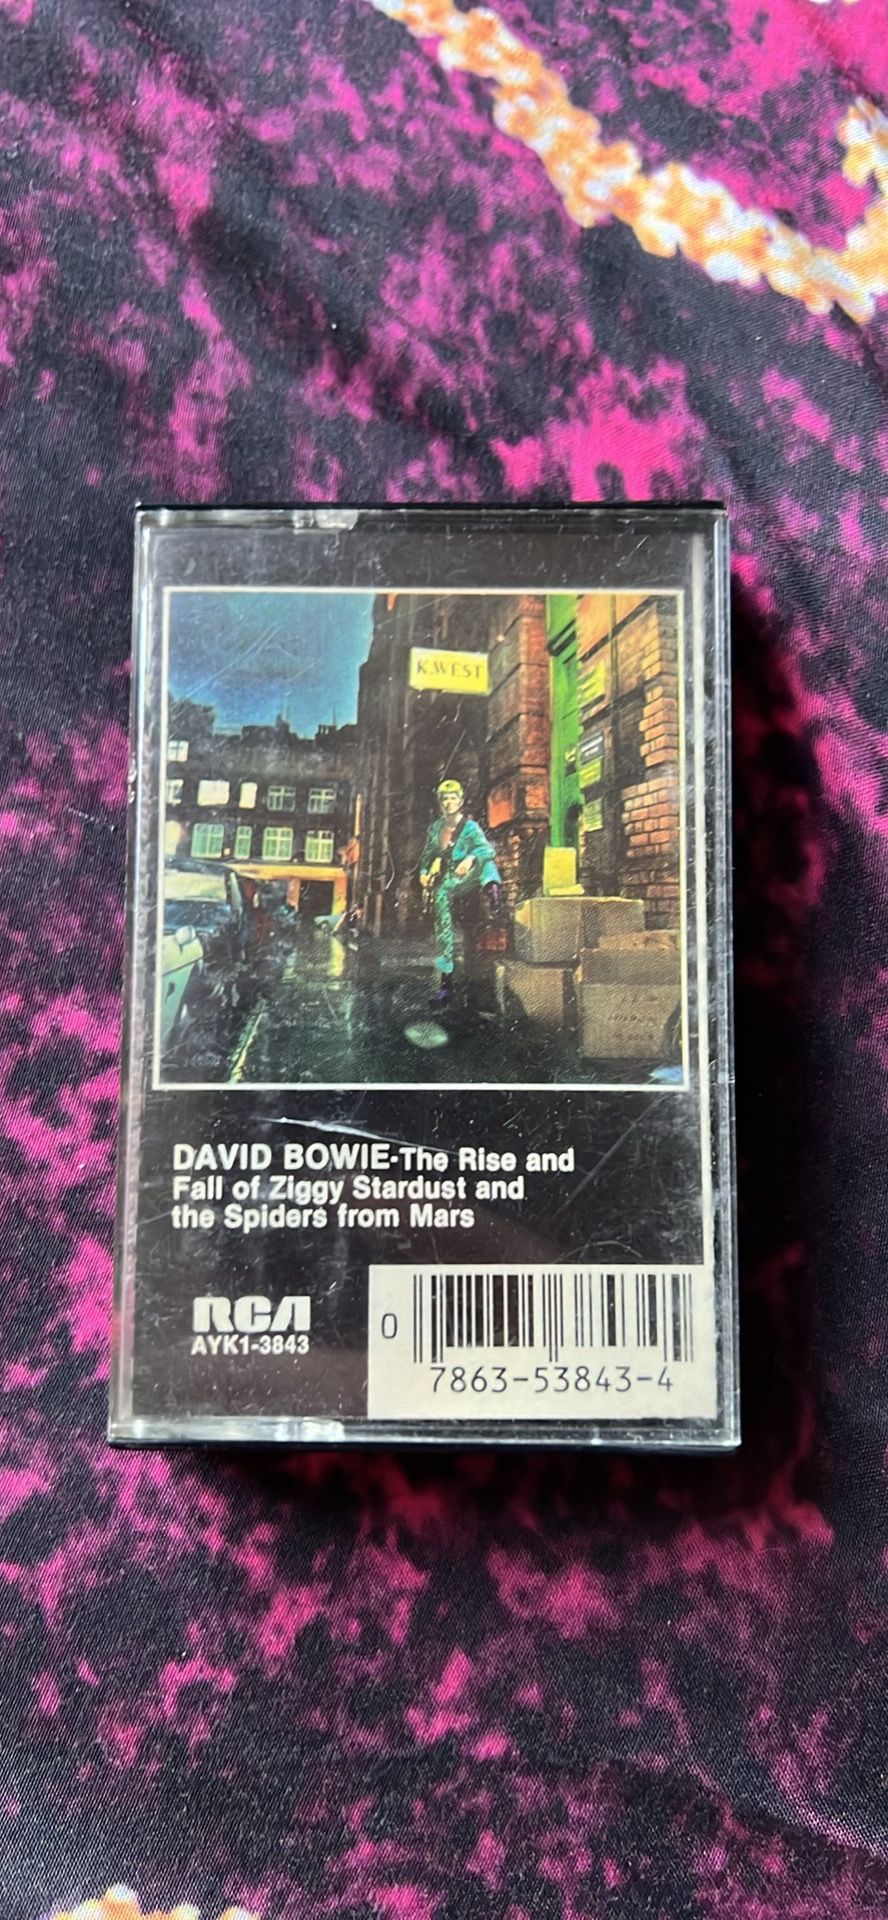 K.WEST
DAVID BOWIE-The Rise and
Fall of Ziggy Stardust and
the Spiders from Mars
RCA
AYK1-3843
0
7863-53843-4